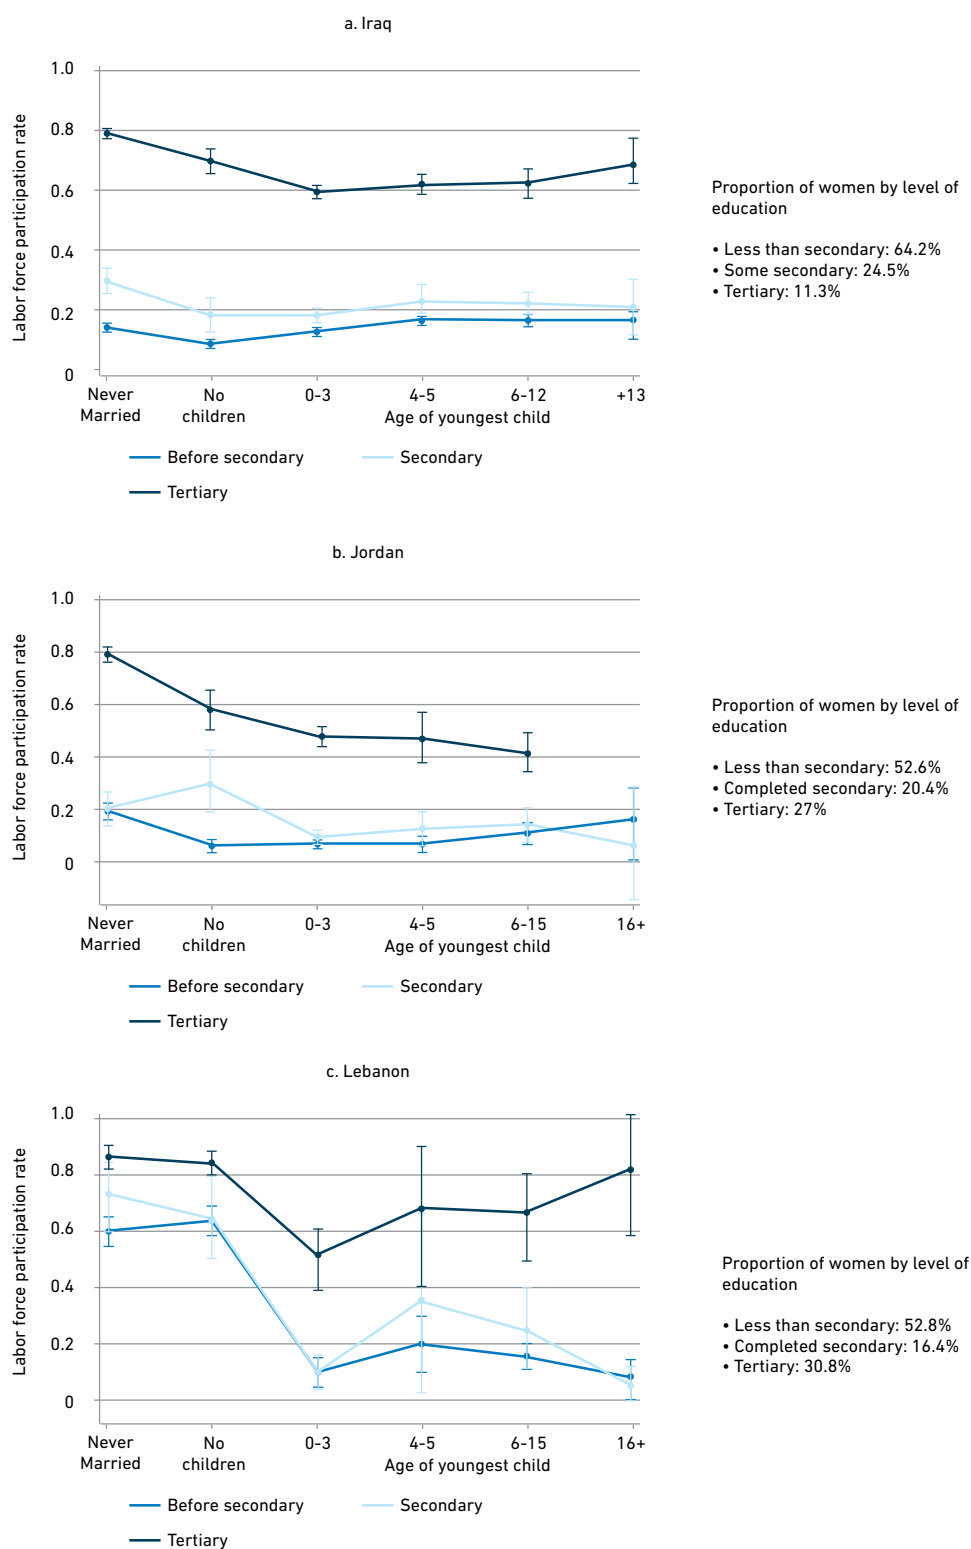 a. Iraq
Labor force participation rate
1.0
0.8
0.6
0.4
0.2
0
Never
Married
No
children
0-3
4-5
6-12
+13
Age of youngest child
Before secondary
Secondary
Tertiary
Proportion of women by level of
education
• Less than secondary: 64.2%
• Some secondary: 24.5%
• Tertiary: 11.3%
b. Jordan
Labor force participation rate
1.0
0.8
0.6
0.4
0.2
0
Never
Married
No
children
0-3
4-5
6-15
16+
Age of youngest child
Before secondary
Secondary
Tertiary
Proportion of women by level of
education
• Less than secondary: 52.6%
• Completed secondary: 20.4%
• Tertiary: 27%
c. Lebanon
Labor force participation rate
1.0
0.8
0.6
0.4
0.2
0
Never
Married
No
children
0-3
4-5
6-15
16+
Age of youngest child
Before secondary
Secondary
Tertiary
Proportion of women by level of
education
• Less than secondary: 52.8%
• Completed secondary: 16.4%
• Tertiary: 30.8%